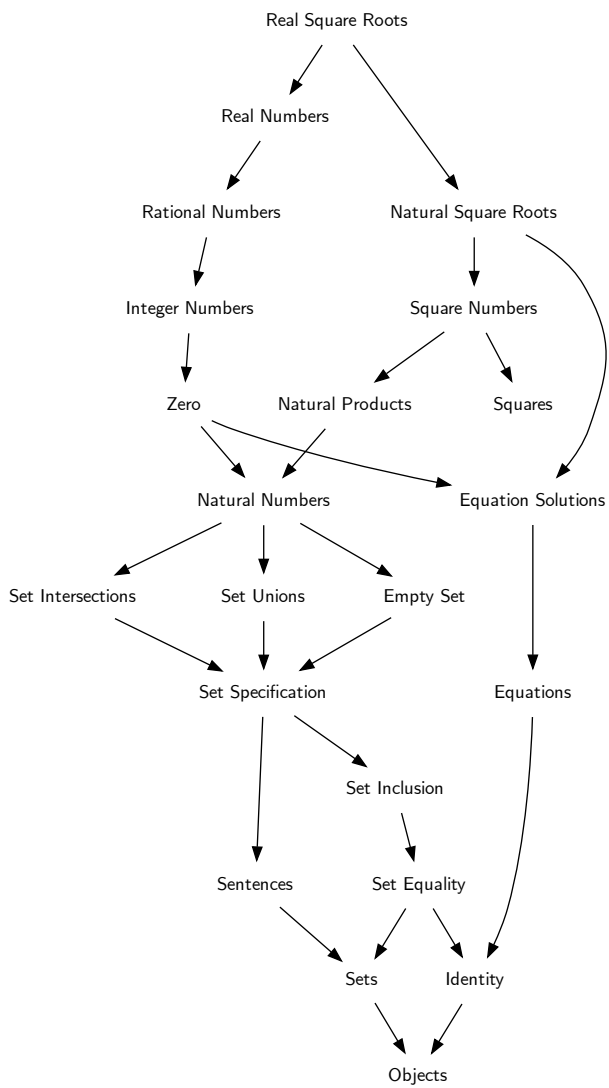 Real Square Roots
Real Numbers
Rational Numbers
Natural Square Roots
Integer Numbers
Square Numbers
Zero
Natural Products
Squares
Natural Numbers
Equation Solutions
Set Intersections
Set Unions
Empty Set
Set Specification
Equations
Set Inclusion
Sentences
Set Equality
Sets
Identity
Objects